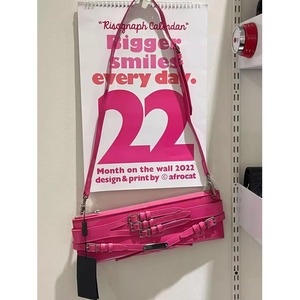 "Risograph Calendar"
Bigger
smiles
every day.
22
Month on the wall 2022
design & print by © afrocat